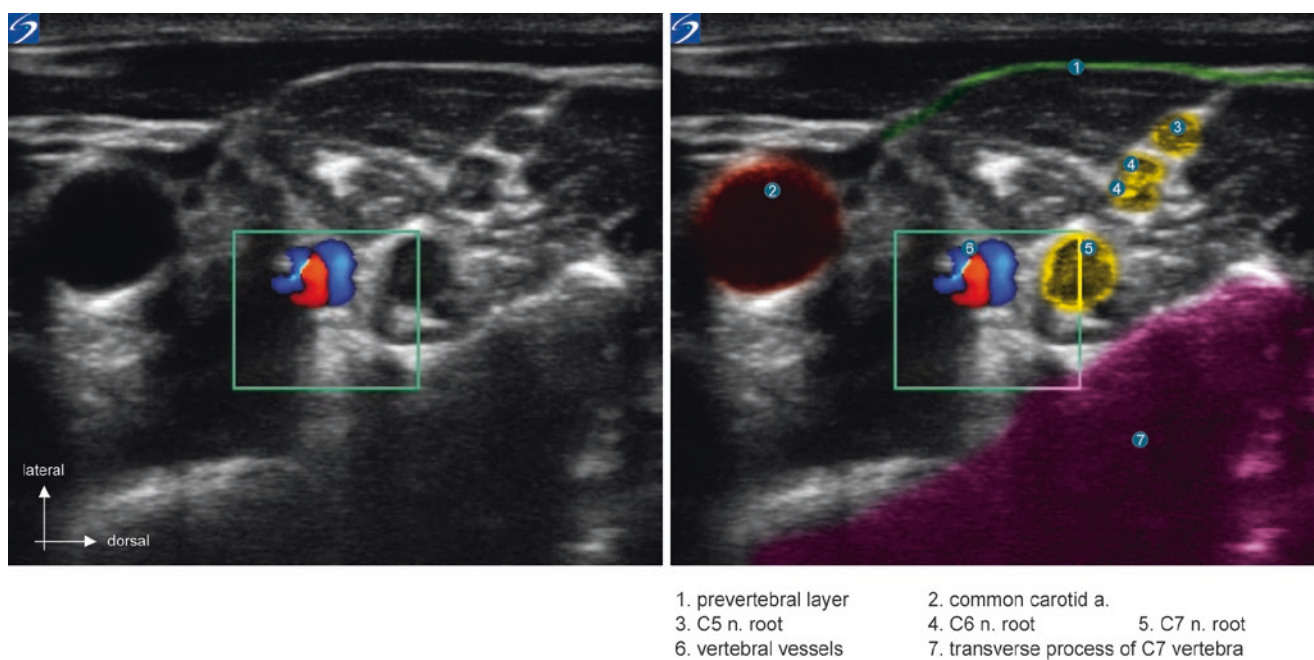 1
3
2
4
4
6
5
7
lateral
dorsal
1. prevertebral layer 2. common carotid a.
3. C5 n. root 4. C6 n. root 5. C7 n. root
6. vertebral vessels 7. transverse process of C7 vertebra